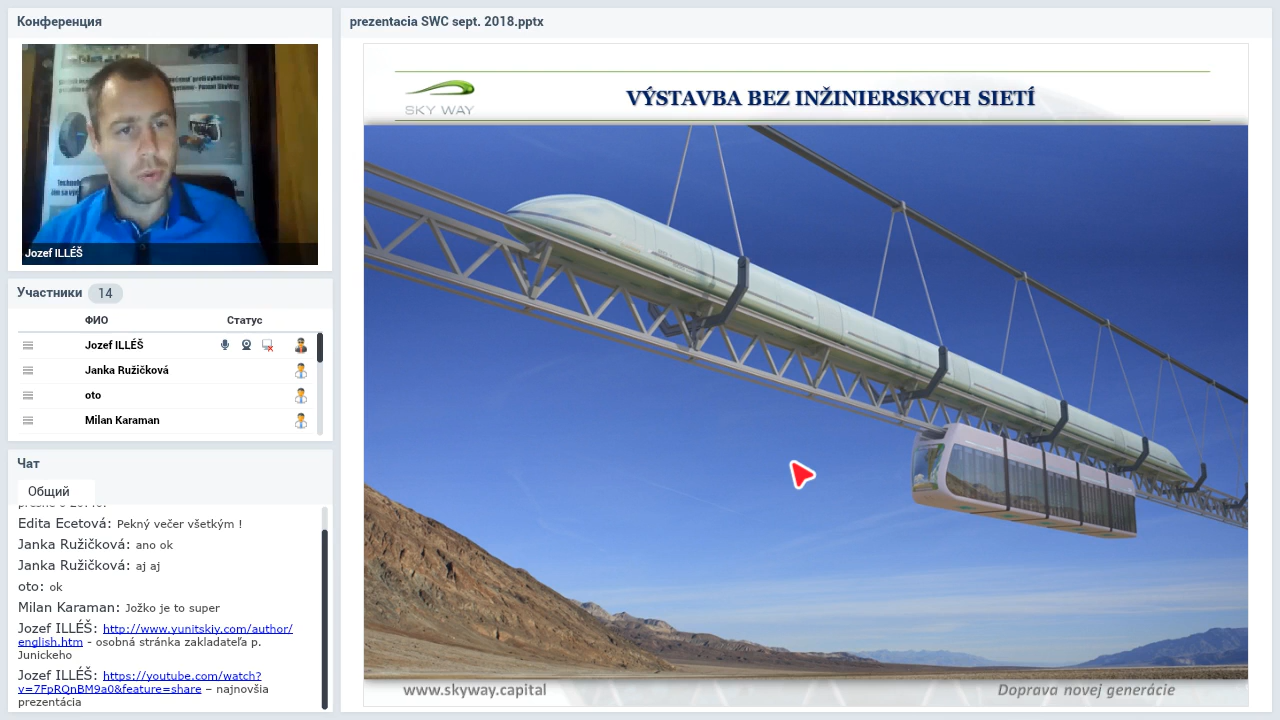 Конференция
Jozef ILLÉŠ
Участники 14
ФИО Статус
Jozef ILLÉŠ
Janka Ružičková
oto
Milan Karaman
Чат
Общий
Edita Ecetová: Pekný večer všetkým !
Janka Ružičková: ano ok
Janka Ružičková: aj aj
oto: ok
Milan Karaman: Jožko je to super
Jozef ILLÉŠ: http://www.yunitskiy.com/author/
english.htm - osobná stránka zakladateľa p.
Junickeho
Jozef ILLÉŠ: https://youtube.com/watch?
v=7FpRQnBM9a0&feature=share – najnovšia
prezentácia
prezentacia SWC sept. 2018.pptx
SKY WAY
VÝSTAVBA BEZ INŽINIERSKYCH SIETÍ
www.skyway.capital
Doprava novej generácie